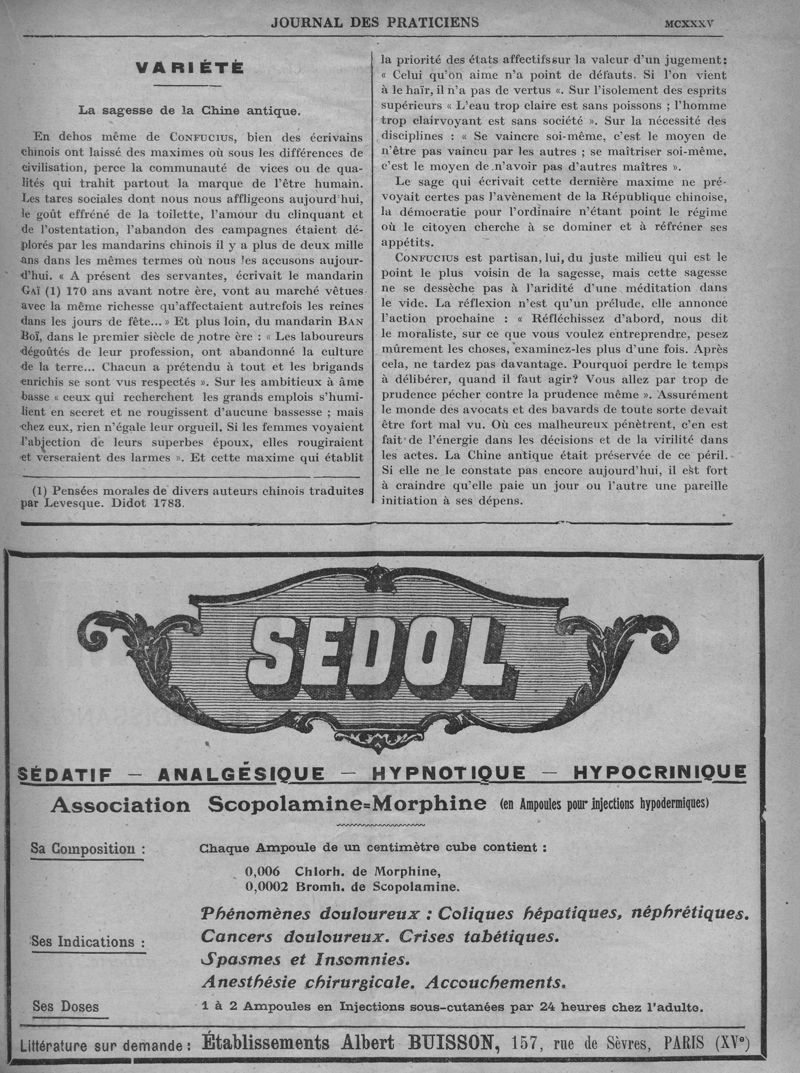 JOURNAL DES PRATICIENS
MCXXXV
VARIÉTÉ
La sagesse de la Chine antique.
En dehos même de CONFUCIUS, bien des écrivains
chinois ont laissé des maximes où sous les différences de
civilisation, perce la communauté de vices ou de qua-
lités qui trahit partout la marque de l'être humain.
Les tares sociales dont nous nous affligeons aujourd'hui,
le goût effréné de la toilette, l'amour du clinquant et
de l'ostentation, l'abandon des campagnes étaient dé-
plorés par les mandarins chinois il y a plus de deux mille
ans dans les mêmes termes où nous les accusons aujour-
d'hui. « A présent des servantes, écrivait le mandarin
GAÏ (1) 170 ans avant notre ère, vont au marché vêtues
avec la même richesse qu'affectaient autrefois les reines
dans les jours de fête... » Et plus loin, du mandarin BAN
BOÏ, dans le premier siècle de notre ère : « Les laboureurs
dégoûtés de leur profession, ont abandonné la culture
de la terre... Chacun a prétendu à tout et les brigands
enrichis se sont vus respectés ». Sur les ambitieux à âme
basse « ceux qui recherchent les grands emplois s'humi-
lient en secret et ne rougissent d'aucune bassesse ; mais
chez eux, rien n'égale leur orgueil. Si les femmes voyaient
l'abjection de leurs superbes époux, elles rougiraient
et verseraient des larmes ». Et cette maxime qui établit
(1) Pensées morales de divers auteurs chinois traduites
par Levesque. Didot 1783.
la priorité des états affectifs sur la valeur d'un jugement:
« Celui qu'on aime n'a point de défauts. Si l'on vient
à le haïr, il n'a pas de vertus «. Sur l'isolement des esprits
supérieurs « L'eau trop claire est sans poissons ; l'homme
trop clairvoyant est sans société ». Sur la nécessité des
disciplines : « Se vaincre soi-même, c'est le moyen de
n'être pas vaincu par les autres ; se maîtriser soi-même,
c'est le moyen de n'avoir pas d'autres maîtres ».
Le sage qui écrivait cette dernière maxime ne pré-
voyait certes pas l'avènement de la République chinoise,
la démocratie pour l'ordinaire n'étant point le régime
où le citoyen cherche à se dominer et à réfréner ses
appétits.
CONFUCIUS est partisan, lui, du juste milieu qui est le
point le plus voisin de la sagesse, mais cette sagesse
ne se dessèche pas à l'aridité d'une méditation dans
le vide. La réflexion n'est qu'un prélude, elle annonce
l'action prochaine : « Réfléchissez d'abord, nous dit
le moraliste, sur ce que vous voulez entreprendre, pesez
mûrement les choses, examinez-les plus d'une fois. Après
cela, ne tardez pas davantage. Pourquoi perdre le temps
à délibérer, quand il faut agir? Vous allez par trop de
prudence pécher contre la prudence même ». Assurément
le monde des avocats et des bavards de toute sorte devait
être fort mal vu. Où ces malheureux pénètrent, c'en est
fait de l'énergie dans les décisions et de la virilité dans
les actes. La Chine antique était préservée de ce péril.
Si elle ne le constate pas encore aujourd'hui, il est fort
à craindre qu'elle paie un jour ou l'autre une pareille
initiation à ses dépens.
SEDOL
SÉDATIF — ANALGÉSIQUE — HYPNOTIQUE — HYPOCRINIQUE
Association Scopolamine=Morphine (en Ampoules pour injections hypodermiques)
Sa Composition :
Chaque Ampoule de un centimètre cube contient :
0,006 Chlorh. de Morphine,
0,0002 Bromh. de Scopolamine.
Ses Indications :
Phénomènes douloureux : Coliques hépatiques, néphrétiques.
Cancers douloureux. Crises tabétiques.
Spasmes et Insomnies.
Anesthésie chirurgicale. Accouchements.
Ses Doses
1 à 2 Ampoules en Injections sous-cutanées par 24 heures chez l'adulte.
Littérature sur demande : Établissements Albert BUISSON, 157, rue de Sèvres, PARIS (XVe)